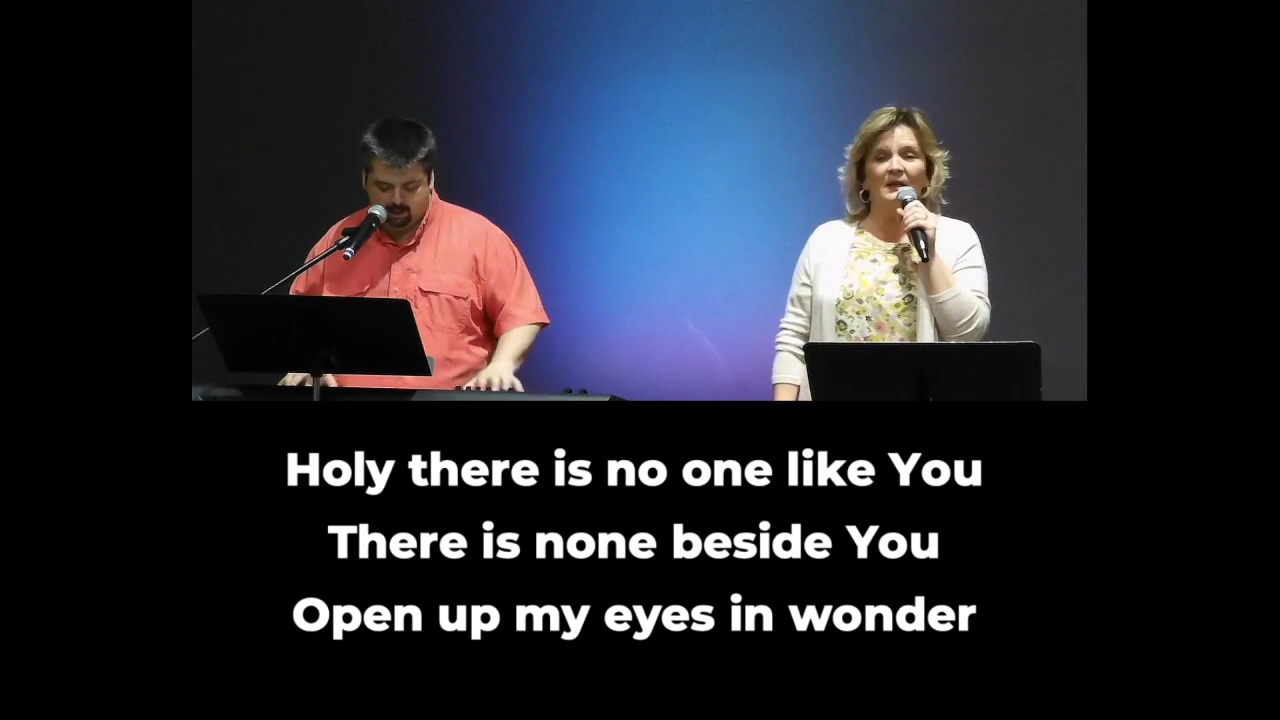 Holy there is no one like You
There is none beside You
Open up my eyes in wonder